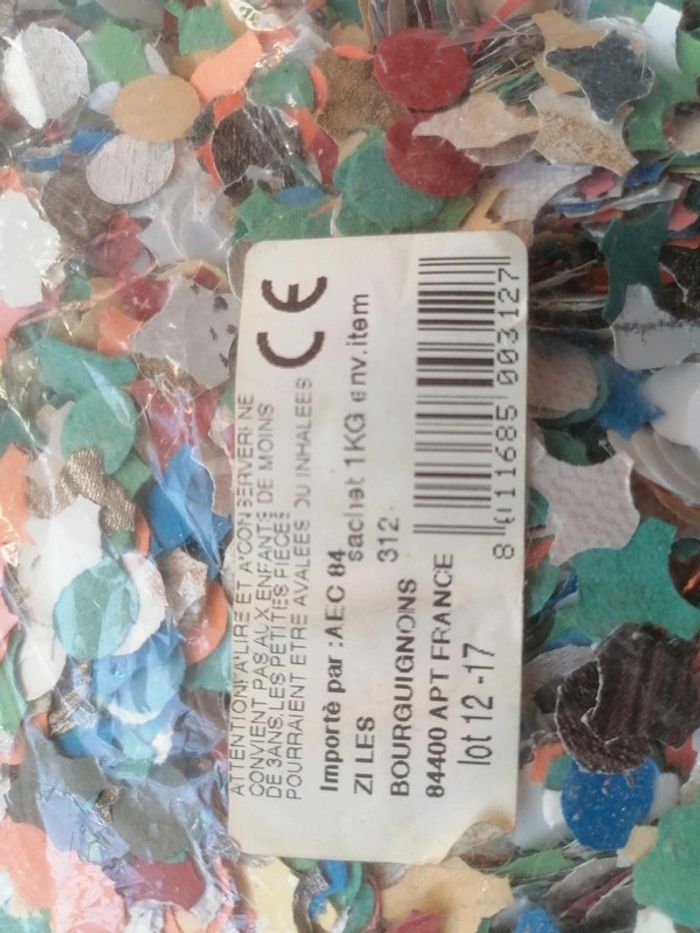 ATTENTION! A LIRE ET A CONSERVER! NE
CONVIENT PAS AUX ENFANTS DE MOINS
DE 3ANS, LES PETITES PIECES
POURRAIENT ETRE AVALEES OU INHALEES
CE
Importè par : AEC 84
sachet 1KG env. item
ZI LES
312
BOURGUIGNONS
84400 APT FRANCE
lot 12 -17
8 011685 003127